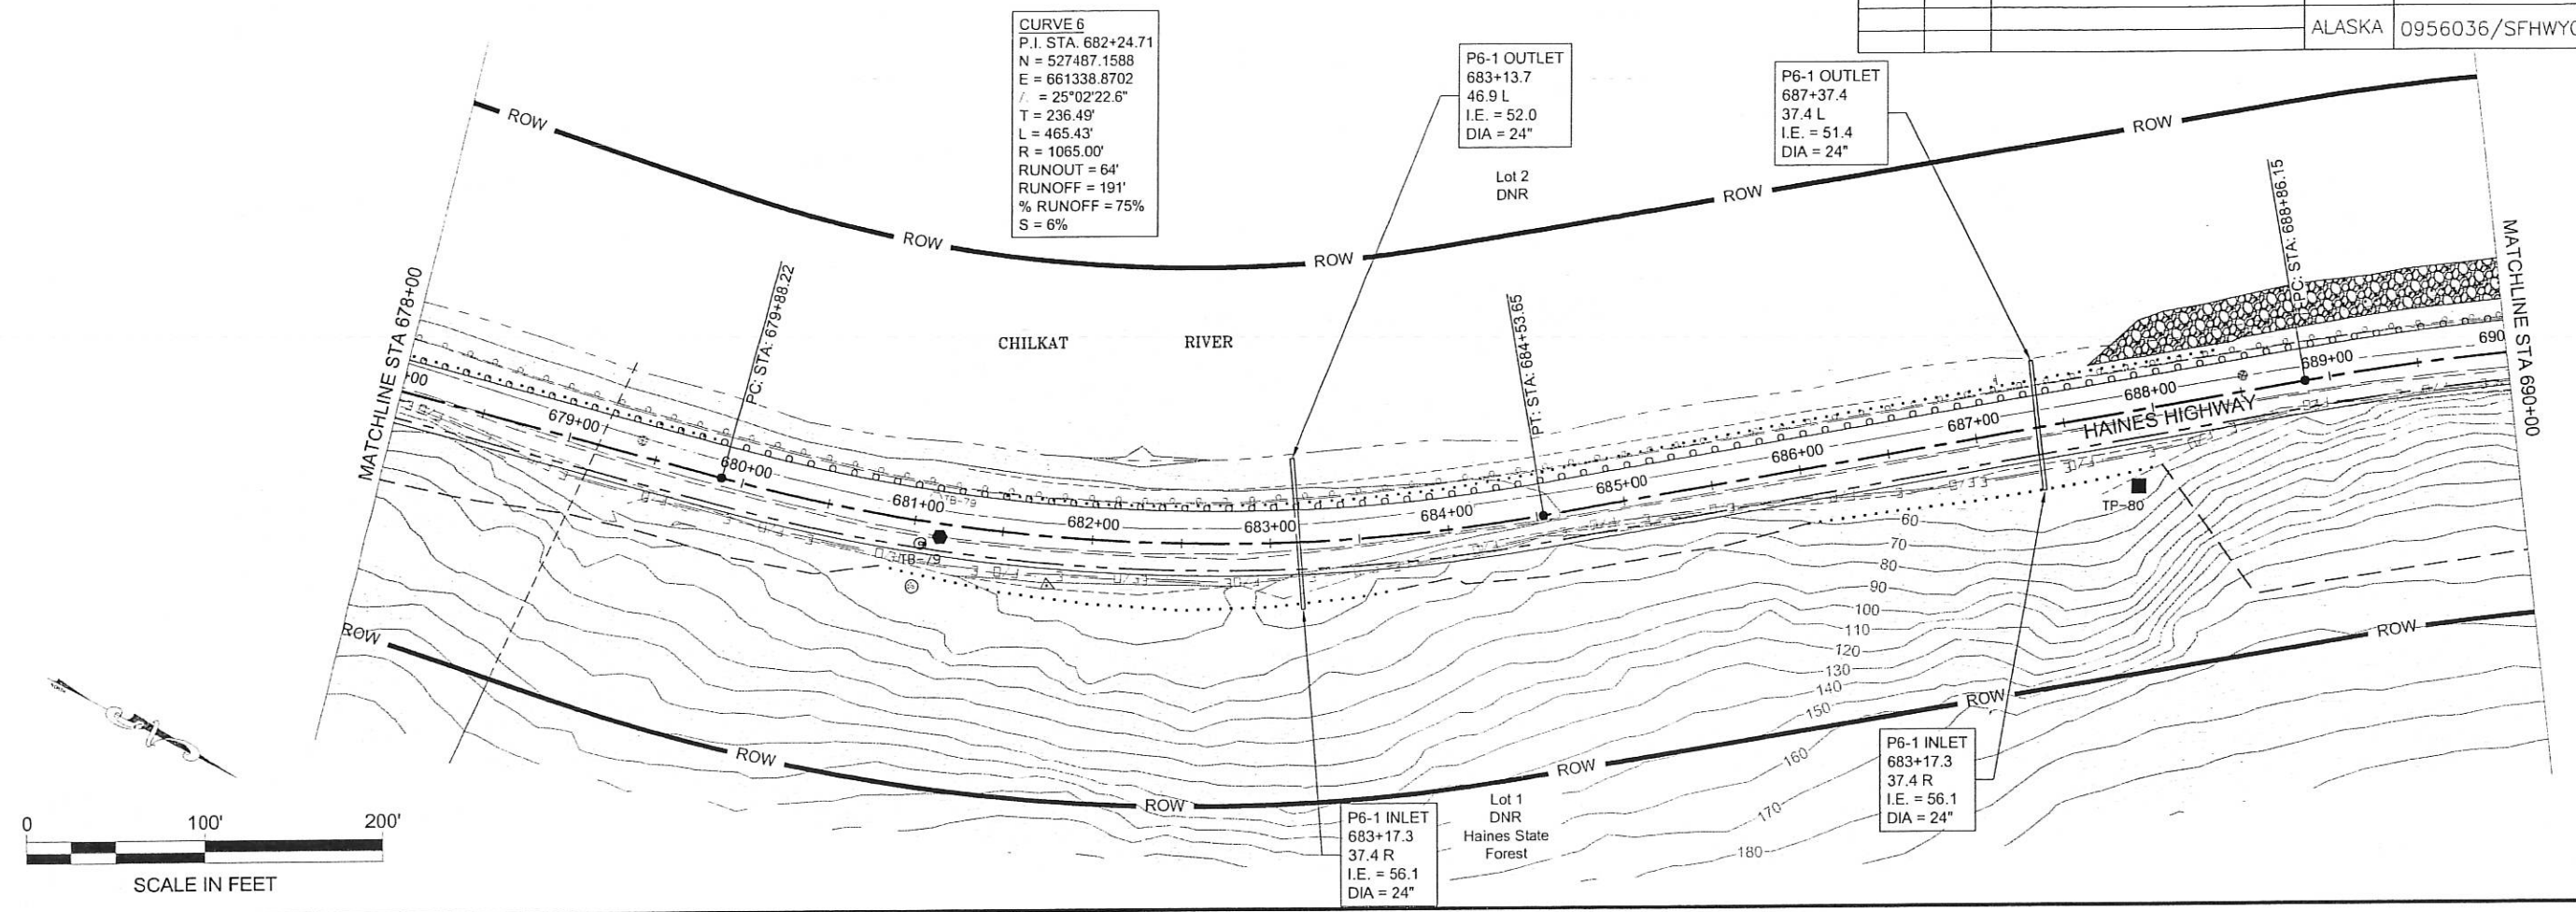 ALASKA 0956036/SFHWY0
CURVE 6
P.I. STA. 682+24.71
N = 527487.1588
E = 661338.8702
= 25°02'22.6"
T = 236.49'
L = 465.43'
R = 1065.00'
RUNOUT = 64'
RUNOFF = 191'
% RUNOFF = 75%
S = 6%
P6-1 OUTLET
683+13.7
46.9 L
I.E. = 52.0
DIA = 24"
P6-1 OUTLET
687+37.4
37.4 L
I.E. = 51.4
DIA = 24"
Lot 2
DNR
ROW
ROW
ROW
ROW
ROW
MATCHLINE STA 678+00
PC: STA: 679+88.22
CHILKAT RIVER
PT: STA: 684+53.65
PC: STA: 688+86.15
MATCHLINE STA 690+00
+00
679+00
680+00
681+00
682+00
683+00
684+00
685+00
686+00
687+00
688+00
689+00
690
HAINES HIGHWAY
TB-79
TB-79
TP-80
60
70
80
90
100
110
120
130
140
150
160
170
180
ROW
ROW
ROW
ROW
ROW
ROW
P6-1 INLET
683+17.3
37.4 R
I.E. = 56.1
DIA = 24"
Lot 1
DNR
Haines State
Forest
P6-1 INLET
683+17.3
37.4 R
I.E. = 56.1
DIA = 24"
0 100' 200'
SCALE IN FEET